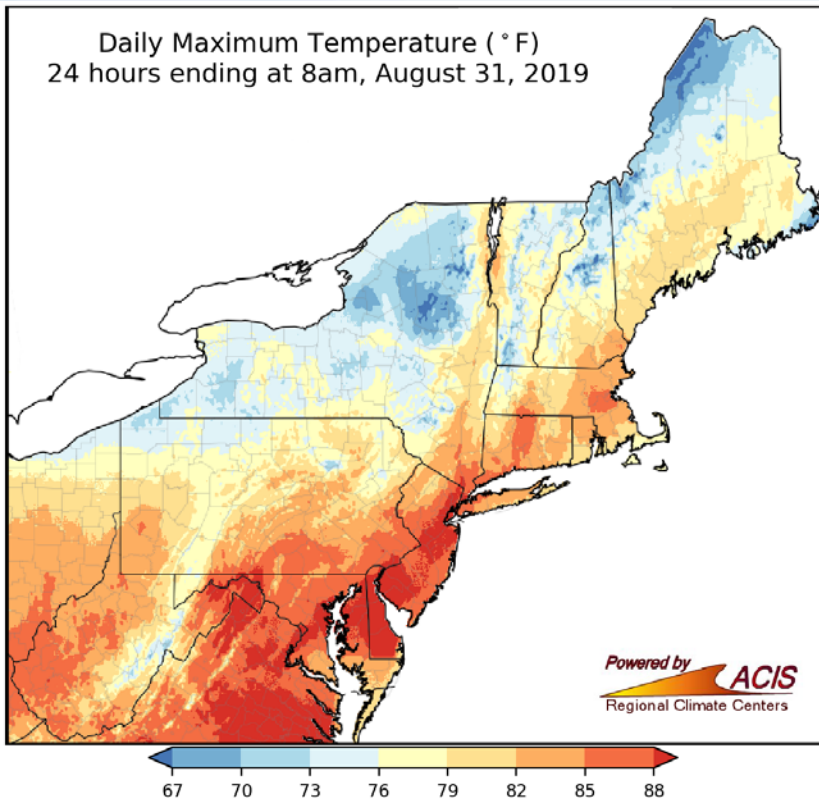 Daily Maximum Temperature (°F)
24 hours ending at 8am, August 31, 2019
Powered by
ACIS
Regional Climate Centers
67 70 73 76 79 82 85 88